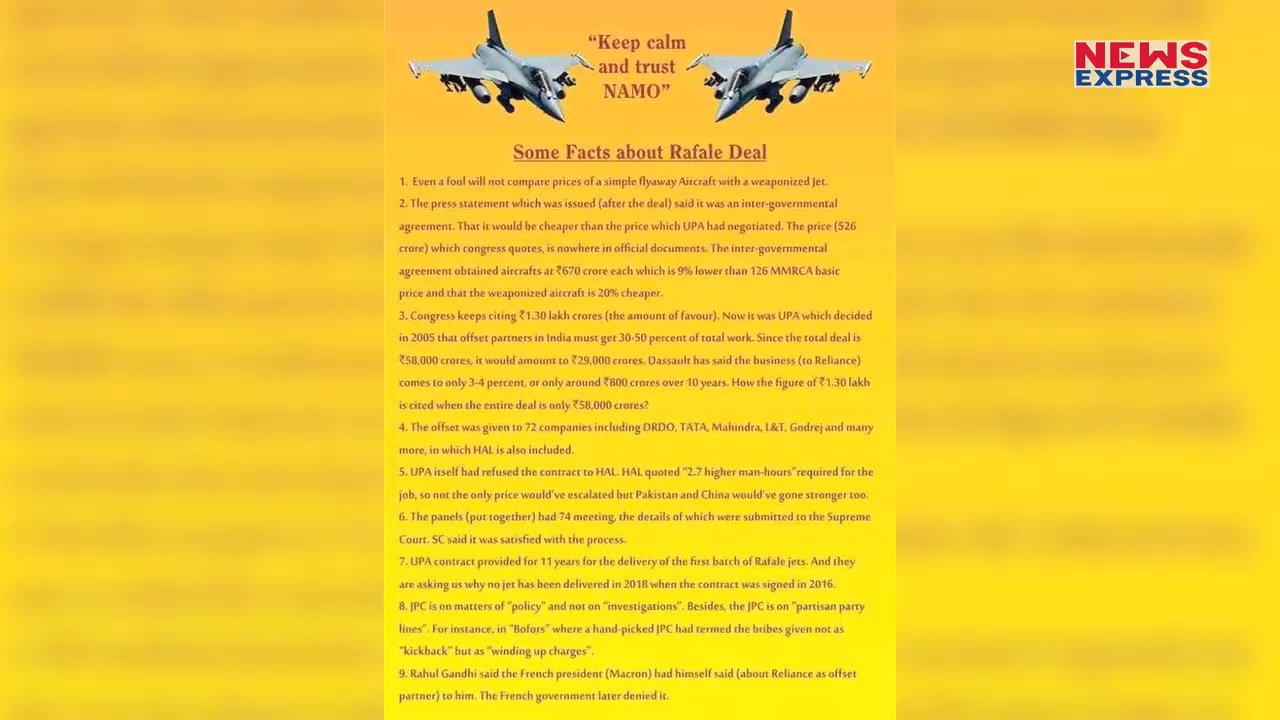 “Keep calm
and trust
NAMO”
NEWS
EXPRESS
Some Facts about Rafale Deal
1. Even a fool will not compare prices of a simple flyaway Aircraft with a weaponized Jet.
2. The press statement which was issued (after the deal) said it was an inter-governmental
agreement. That it would be cheaper than the price which UPA had negotiated. The price (526
crore) which congress quotes, is nowhere in official documents. The inter-governmental
agreement obtained aircrafts at ₹670 crore each which is 9% lower than 126 MMRCA basic
price and that the weaponized aircraft is 20% cheaper.
3. Congress keeps citing ₹1.30 lakh crores (the amount of favour). Now it was UPA which decided
in 2005 that offset partners in India must get 30-50 percent of total work. Since the total deal is
₹58,000 crores, it would amount to ₹29,000 crores. Dassault has said the business (to Reliance)
comes to only 3-4 percent, or only around ₹800 crores over 10 years. How the figure of ₹1.30 lakh
is cited when the entire deal is only ₹58,000 crores?
4. The offset was given to 72 companies including DRDO, TATA, Mahindra, L&T, Godrej and many
more, in which HAL is also included.
5. UPA itself had refused the contract to HAL. HAL quoted “2.7 higher man-hours”required for the
job, so not the only price would’ve escalated but Pakistan and China would’ve gone stronger too.
6. The panels (put together) had 74 meeting, the details of which were submitted to the Supreme
Court. SC said it was satisfied with the process.
7. UPA contract provided for 11 years for the delivery of the first batch of Rafale jets. And they
are asking us why no jet has been delivered in 2018 when the contract was signed in 2016.
8. JPC is on matters of “policy” and not on “investigations”. Besides, the JPC is on “partisan party
lines”. For instance, in “Bofors” where a hand-picked JPC had termed the bribes given not as
“kickback” but as “winding up charges”.
9. Rahul Gandhi said the French president (Macron) had himself said (about Reliance as offset
partner) to him. The French government later denied it.